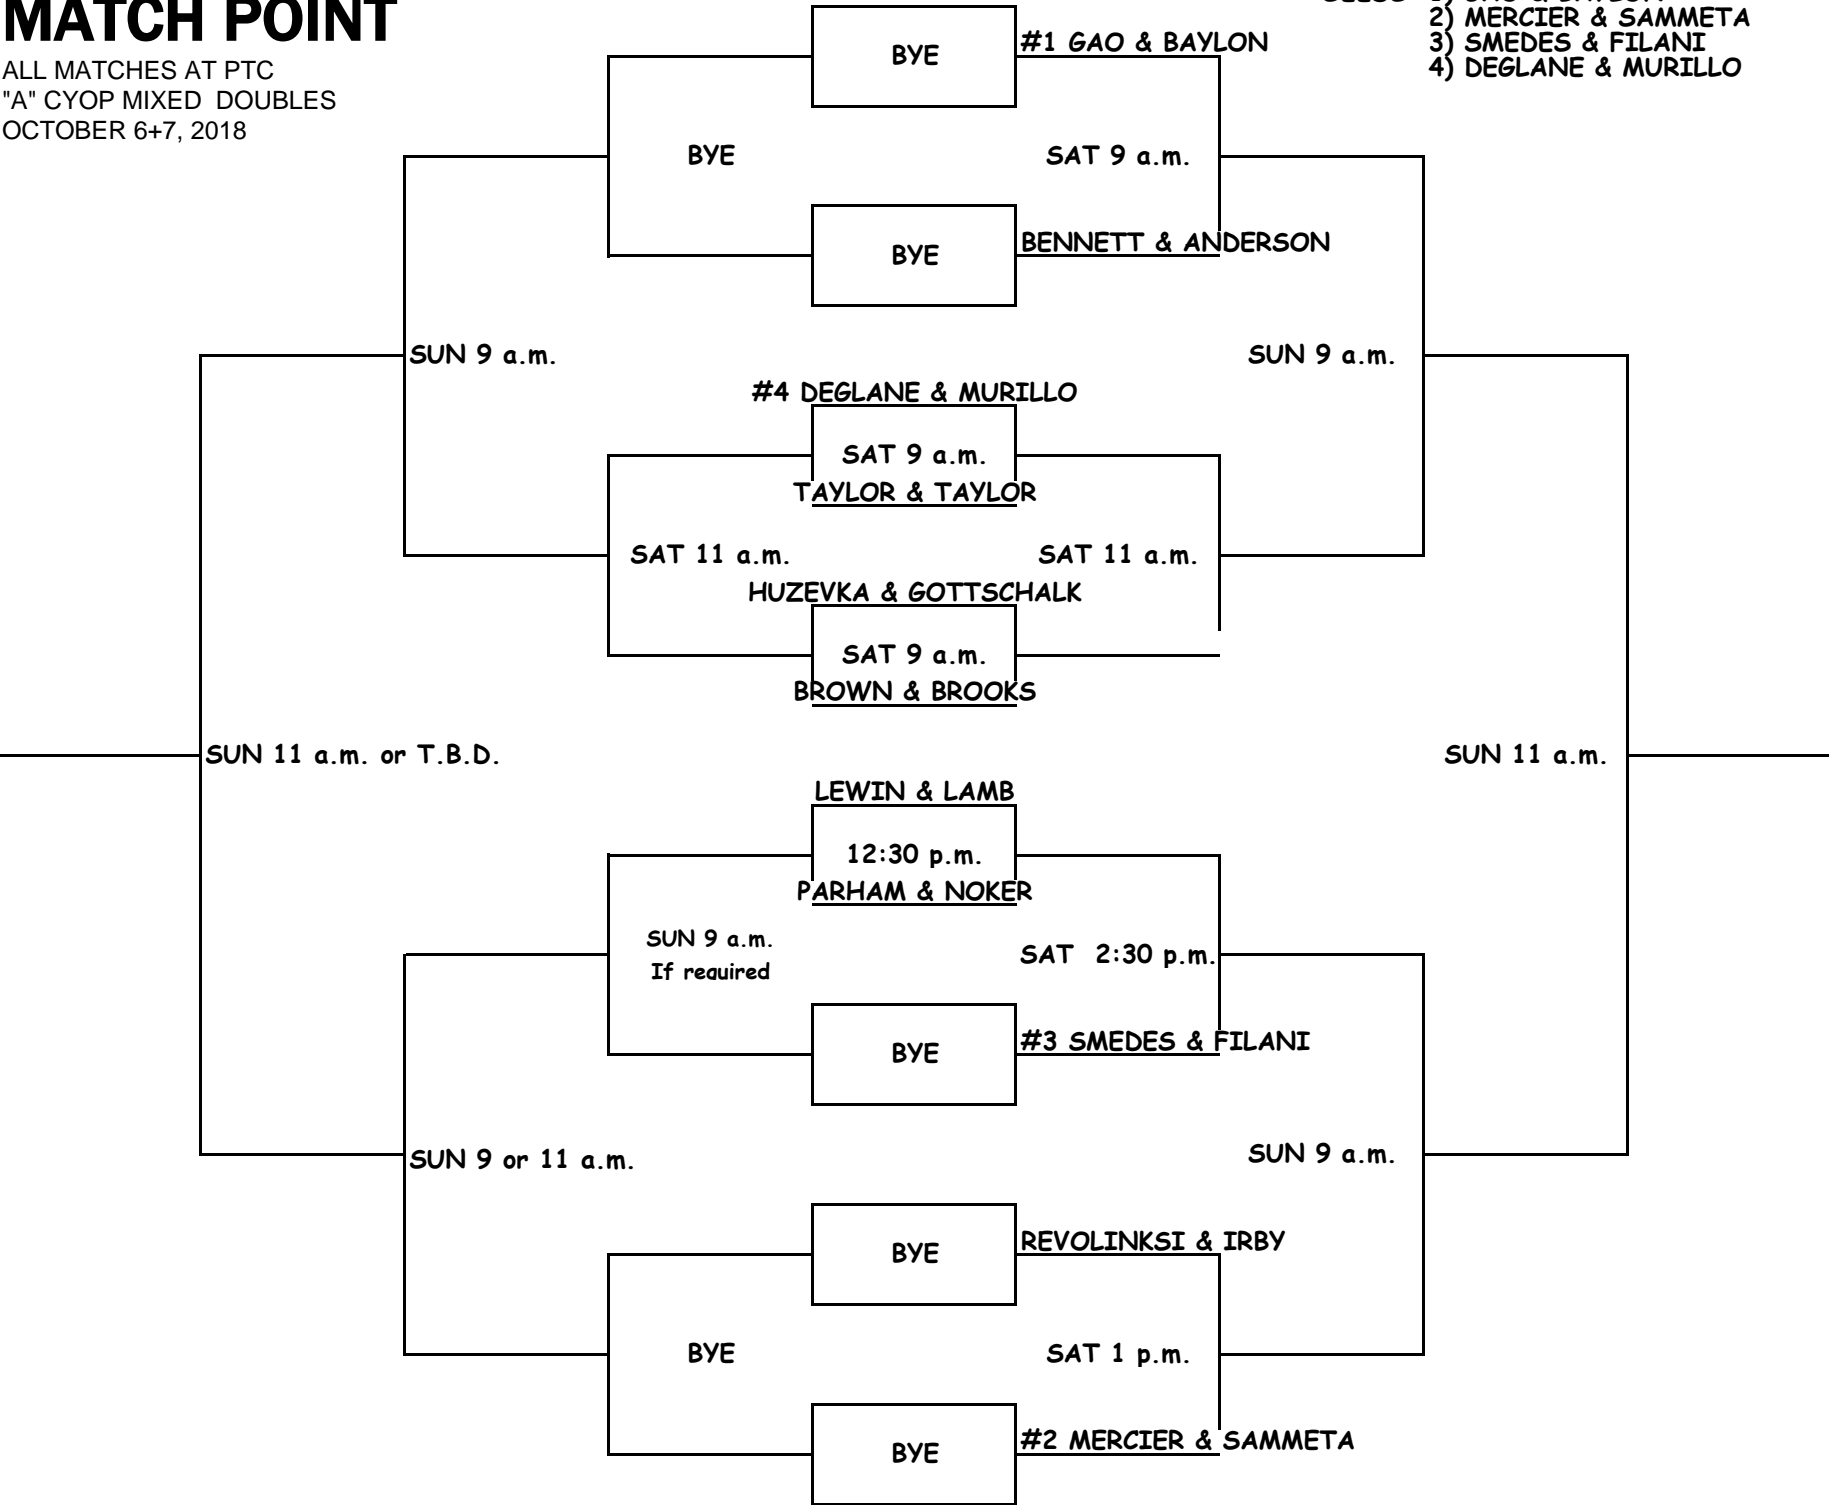 MATCH POINT
ALL MATCHES AT PTC
"A" CYOP MIXED DOUBLES
OCTOBER 6+7, 2018
2) MERCIER & SAMMETA
3) SMEDES & FILANI
4) DEGLANE & MURILLO
BYE
#1 GAO & BAYLON
BYE
SAT 9 a.m.
BYE
BENNETT & ANDERSON
SUN 9 a.m.
SUN 9 a.m.
#4 DEGLANE & MURILLO
SAT 9 a.m.
TAYLOR & TAYLOR
SAT 11 a.m.
SAT 11 a.m.
HUZEVKA & GOTTSCHALK
SAT 9 a.m.
BROWN & BROOKS
SUN 11 a.m. or T.B.D.
SUN 11 a.m.
LEWIN & LAMB
12:30 p.m.
PARHAM & NOKER
SUN 9 a.m.
If required
SAT 2:30 p.m.
BYE
#3 SMEDES & FILANI
SUN 9 or 11 a.m.
SUN 9 a.m.
BYE
REVOLINKSI & IRBY
BYE
SAT 1 p.m.
BYE
#2 MERCIER & SAMMETA